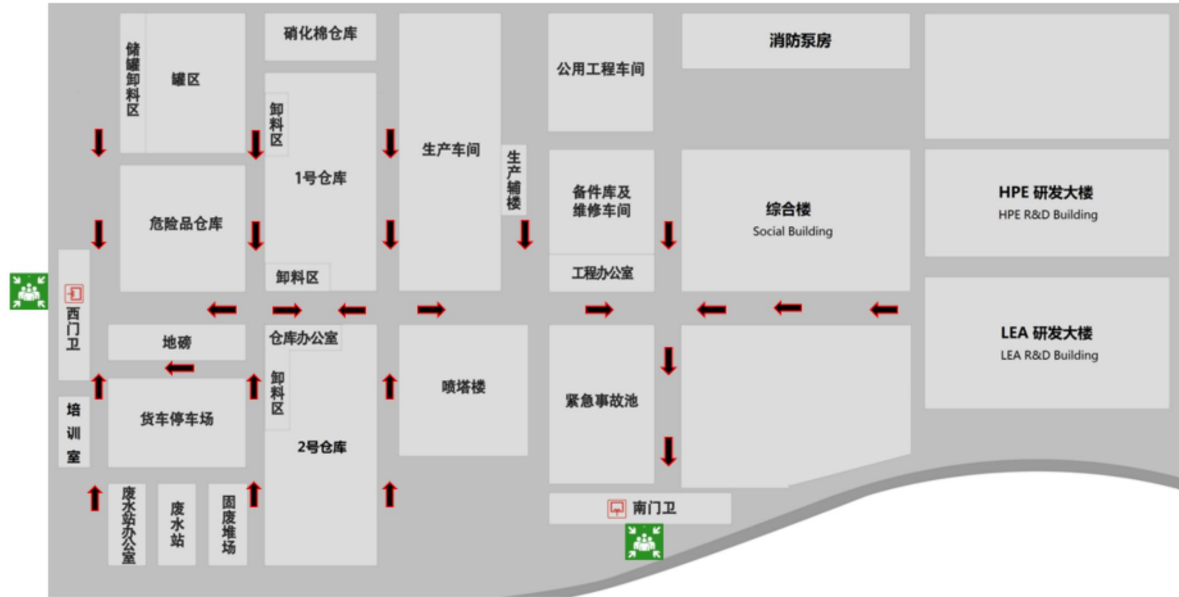 储罐卸料区
罐区
硝化棉仓库
卸料区
1号仓库
生产车间
生产辅楼
公用工程车间
消防泵房
危险品仓库
备件库及
维修车间
综合楼
Social Building
HPE 研发大楼
HPE R&D Building
卸料区
工程办公室
西门卫
地磅
仓库办公室
卸料区
喷塔楼
紧急事故池
LEA 研发大楼
LEA R&D Building
培训室
货车停车场
2号仓库
废水站办公室
废水站
固废堆场
南门卫